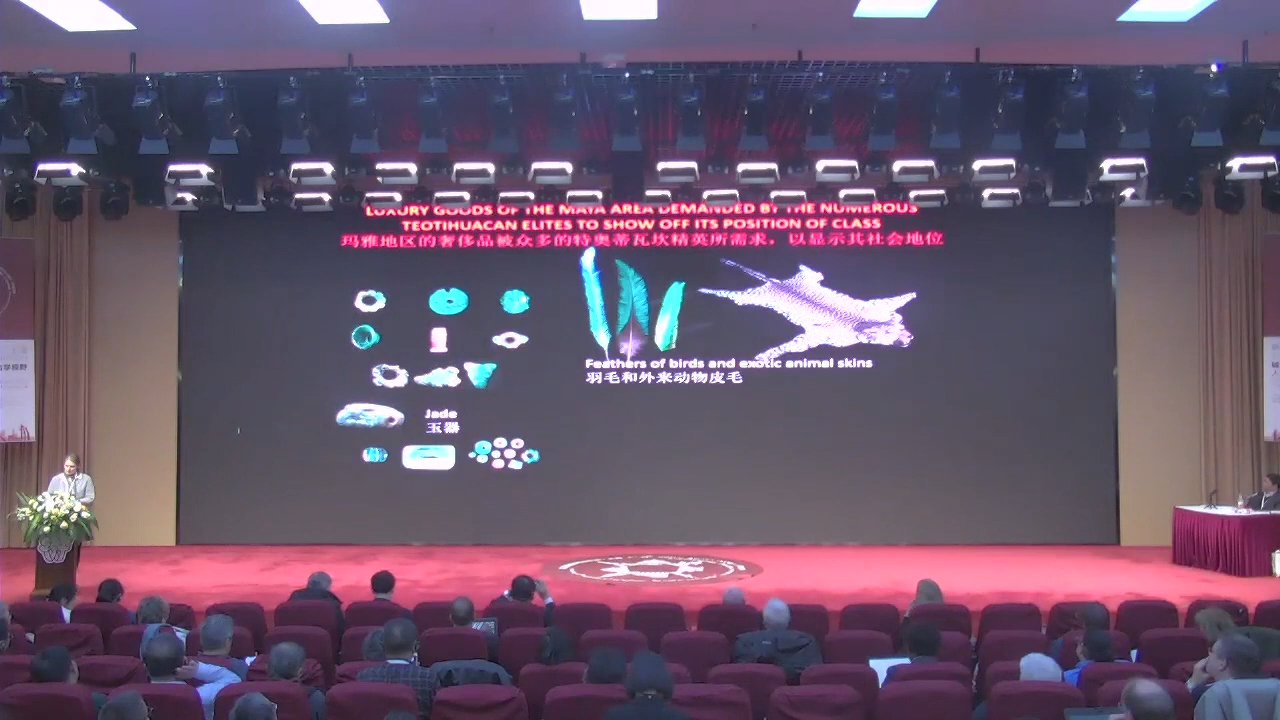 LUXURY GOODS OF THE MAYA AREA DEMANDED BY THE NUMEROUS
TEOTIHUACAN ELITES TO SHOW OFF ITS POSITION OF CLASS
玛雅地区的奢侈品被众多的特奥蒂瓦坎精英所需求，以显示其社会地位
Feathers of birds and exotic animal skins
羽毛和外来动物皮毛
Jade
玉器